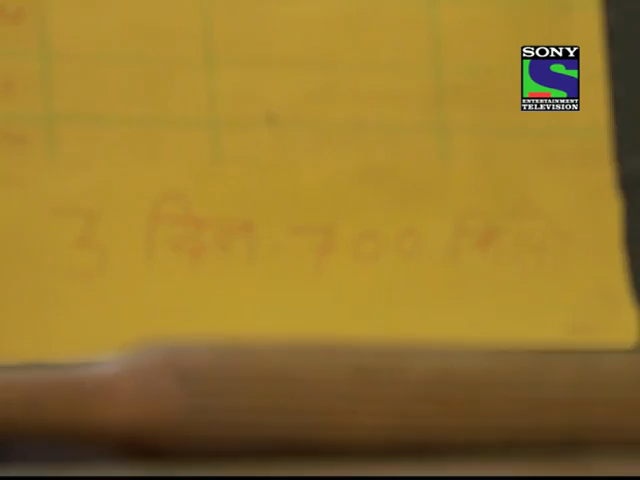 SONY
ENTERTAINMENT
TELEVISION
3 दिन - 700